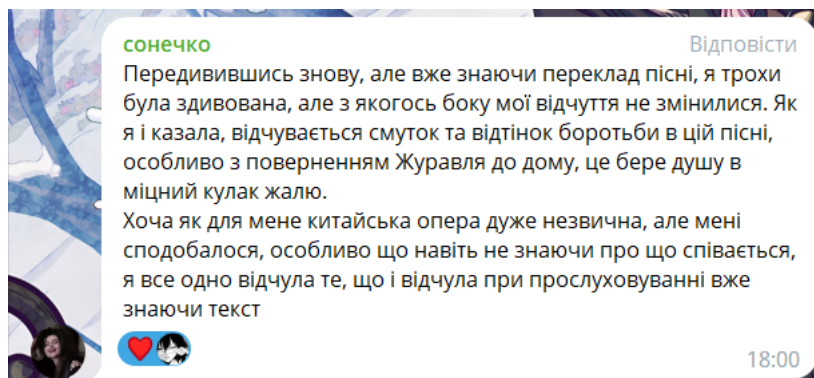 сонечко
Відповісти
Передивившись знову, але вже знаючи переклад пісні, я трохи
була здивована, але з якогось боку мої відчуття не змінилися. Як
я і казала, відчувається смуток та відтінок боротьби в цій пісні,
особливо з поверненням Журавля до дому, це бере душу в
міцний кулак жалю.
Хоча як для мене китайська опера дуже незвична, але мені
сподобалося, особливо що навіть не знаючи про що співається,
я все одно відчула те, що і відчула при прослуховуванні вже
знаючи текст
18:00